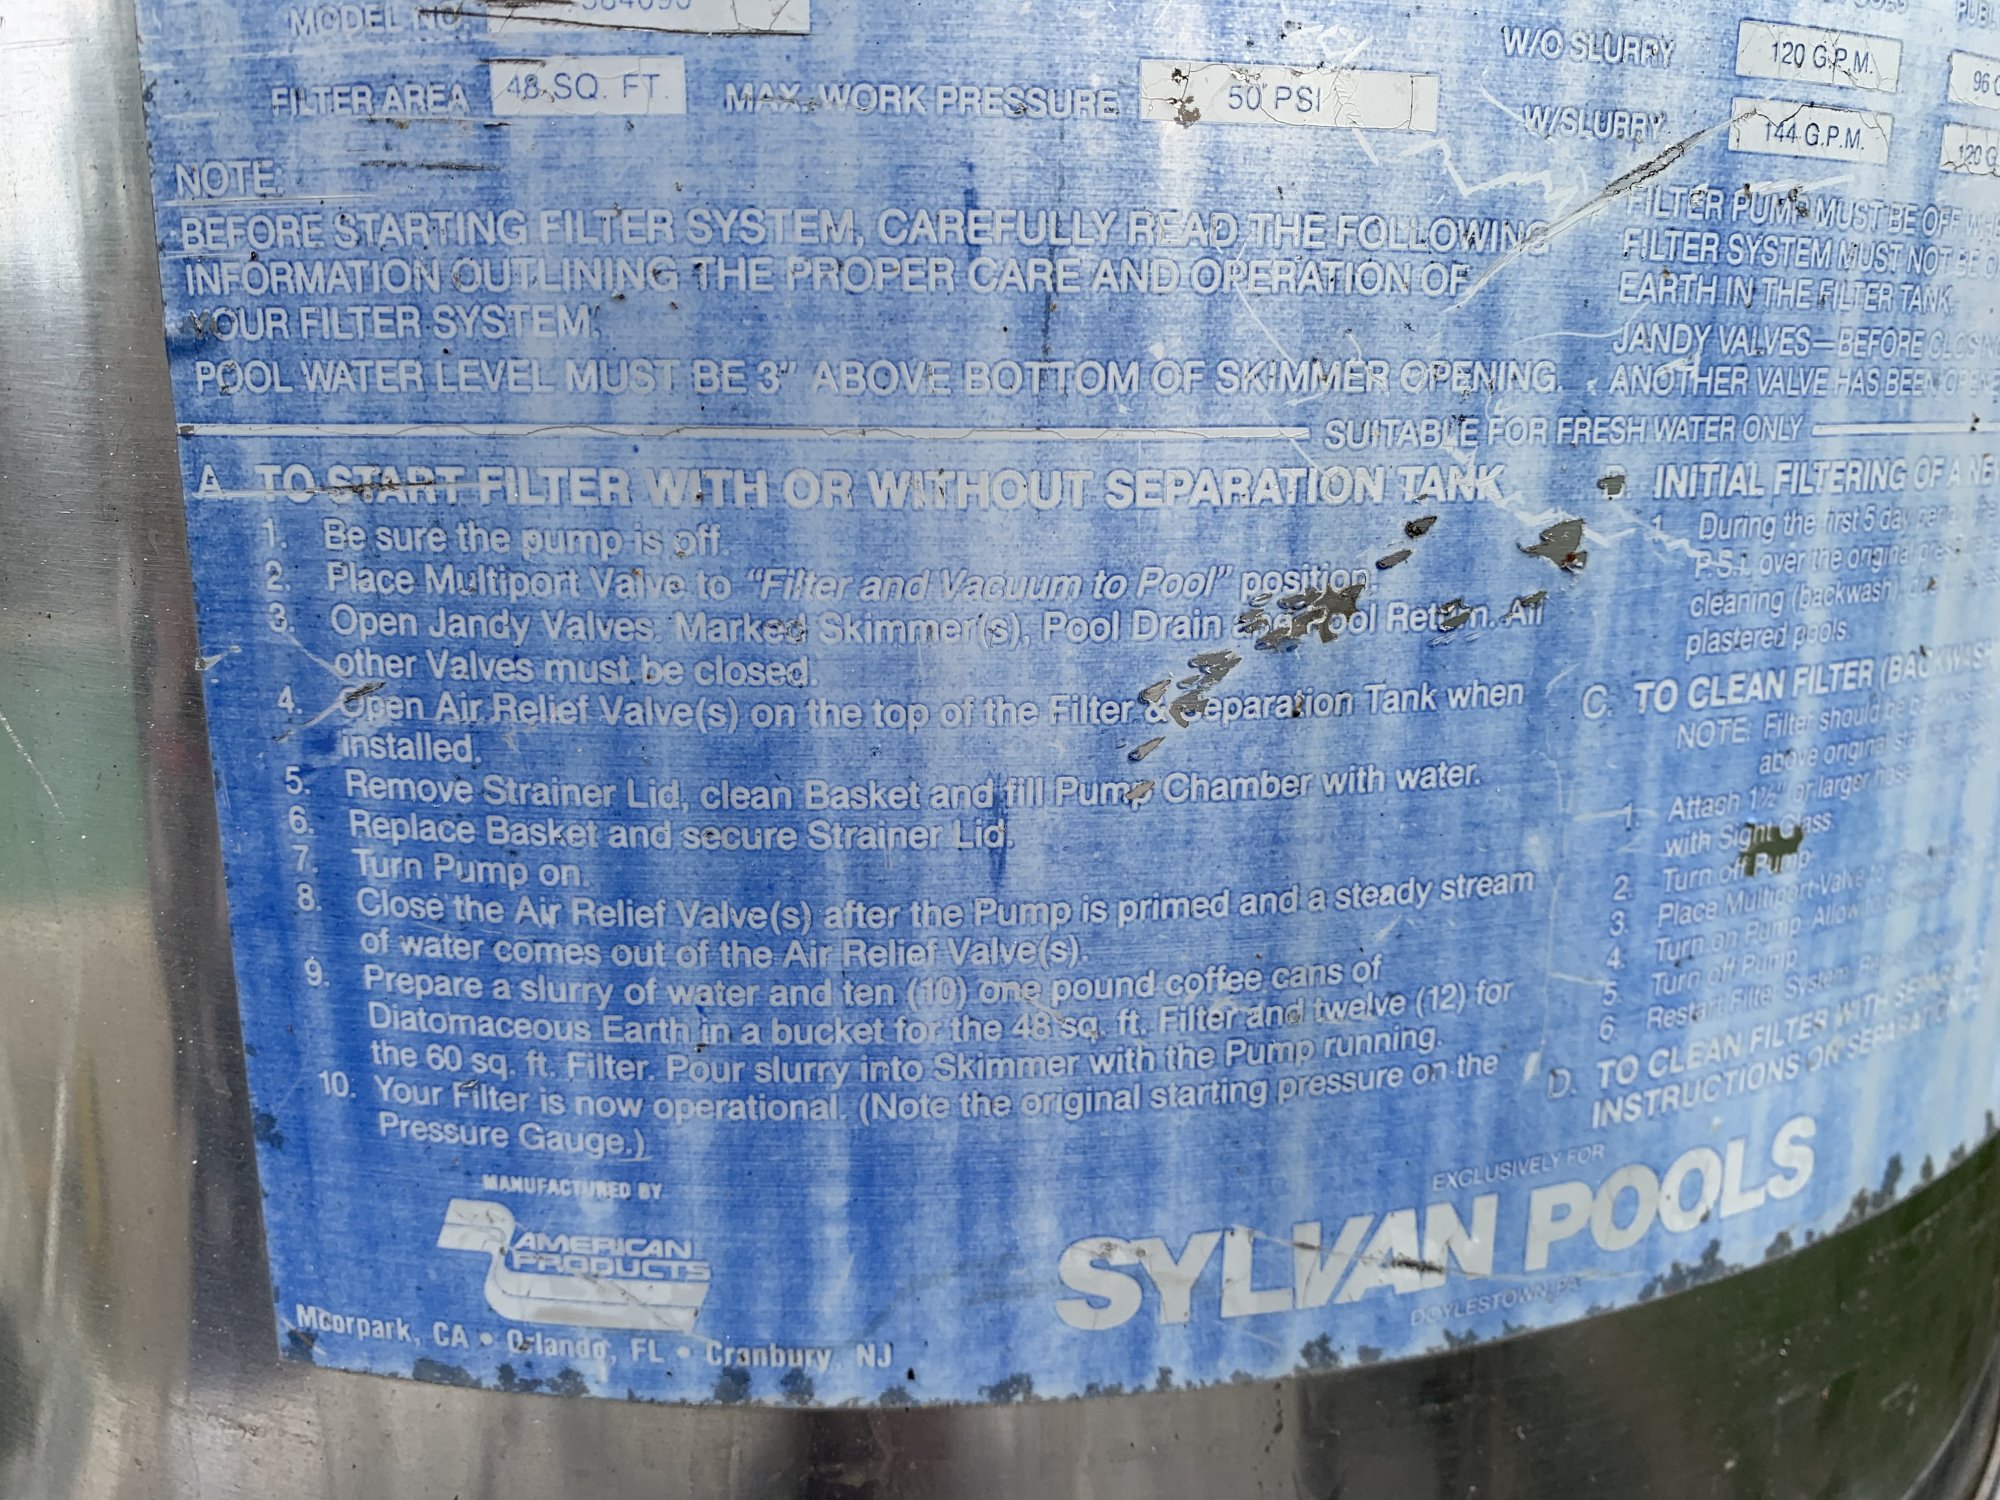 MODEL NO.
FILTER AREA 48 SQ. FT. MAX. WORK PRESSURE 50 PSI
W/O SLURRY 120 G.P.M. 96
W/SLURRY 144 G.P.M. 120 G
NOTE:
BEFORE STARTING FILTER SYSTEM, CAREFULLY READ THE FOLLOWING
INFORMATION OUTLINING THE PROPER CARE AND OPERATION OF
YOUR FILTER SYSTEM.
POOL WATER LEVEL MUST BE 3" ABOVE BOTTOM OF SKIMMER OPENING.
FILTER PUMP MUST BE OFF
FILTER SYSTEM MUST NOT BE
EARTH IN THE FILTER TANK.
JANDY VALVES—BEFORE
ANOTHER VALVE HAS BEEN
SUITABLE FOR FRESH WATER ONLY
A. TO START FILTER WITH OR WITHOUT SEPARATION TANK
1. Be sure the pump is off.
2. Place Multiport Valve to "Filter and Vacuum to Pool" position.
3. Open Jandy Valves. Marked Skimmer(s), Pool Drain and Pool Return. All
other Valves must be closed.
4. Open Air Relief Valve(s) on the top of the Filter & Separation Tank when
installed.
5. Remove Strainer Lid, clean Basket and fill Pump Chamber with water.
6. Replace Basket and secure Strainer Lid.
7. Turn Pump on.
8. Close the Air Relief Valve(s) after the Pump is primed and a steady stream
of water comes out of the Air Relief Valve(s).
9. Prepare a slurry of water and ten (10) one pound coffee cans of
Diatomaceous Earth in a bucket for the 48 sq. ft. Filter and twelve (12) for
the 60 sq. ft. Filter. Pour slurry into Skimmer with the Pump running.
10. Your Filter is now operational. (Note the original starting pressure on the
Pressure Gauge.)
B. INITIAL FILTERING OF A
1. During the first 5 day
P.S.I. over the original
cleaning (backwash)
plastered pools.
C. TO CLEAN FILTER
NOTE: Filter should be
above original
1. Attach 1½" or larger hose
with Sight Glass.
2. Turn off Pump
3. Place Multiport Valve to
4. Turn on Pump Allow
5. Turn off Pump
6. Restart Filter System.
D. TO CLEAN FILTER WITH
INSTRUCTIONS
MANUFACTURED BY
AMERICAN
PRODUCTS
Moorpark, CA • Orlando, FL • Cranbury, NJ
EXCLUSIVELY FOR
SYLVAN POOLS
DOYLESTOWN, PA